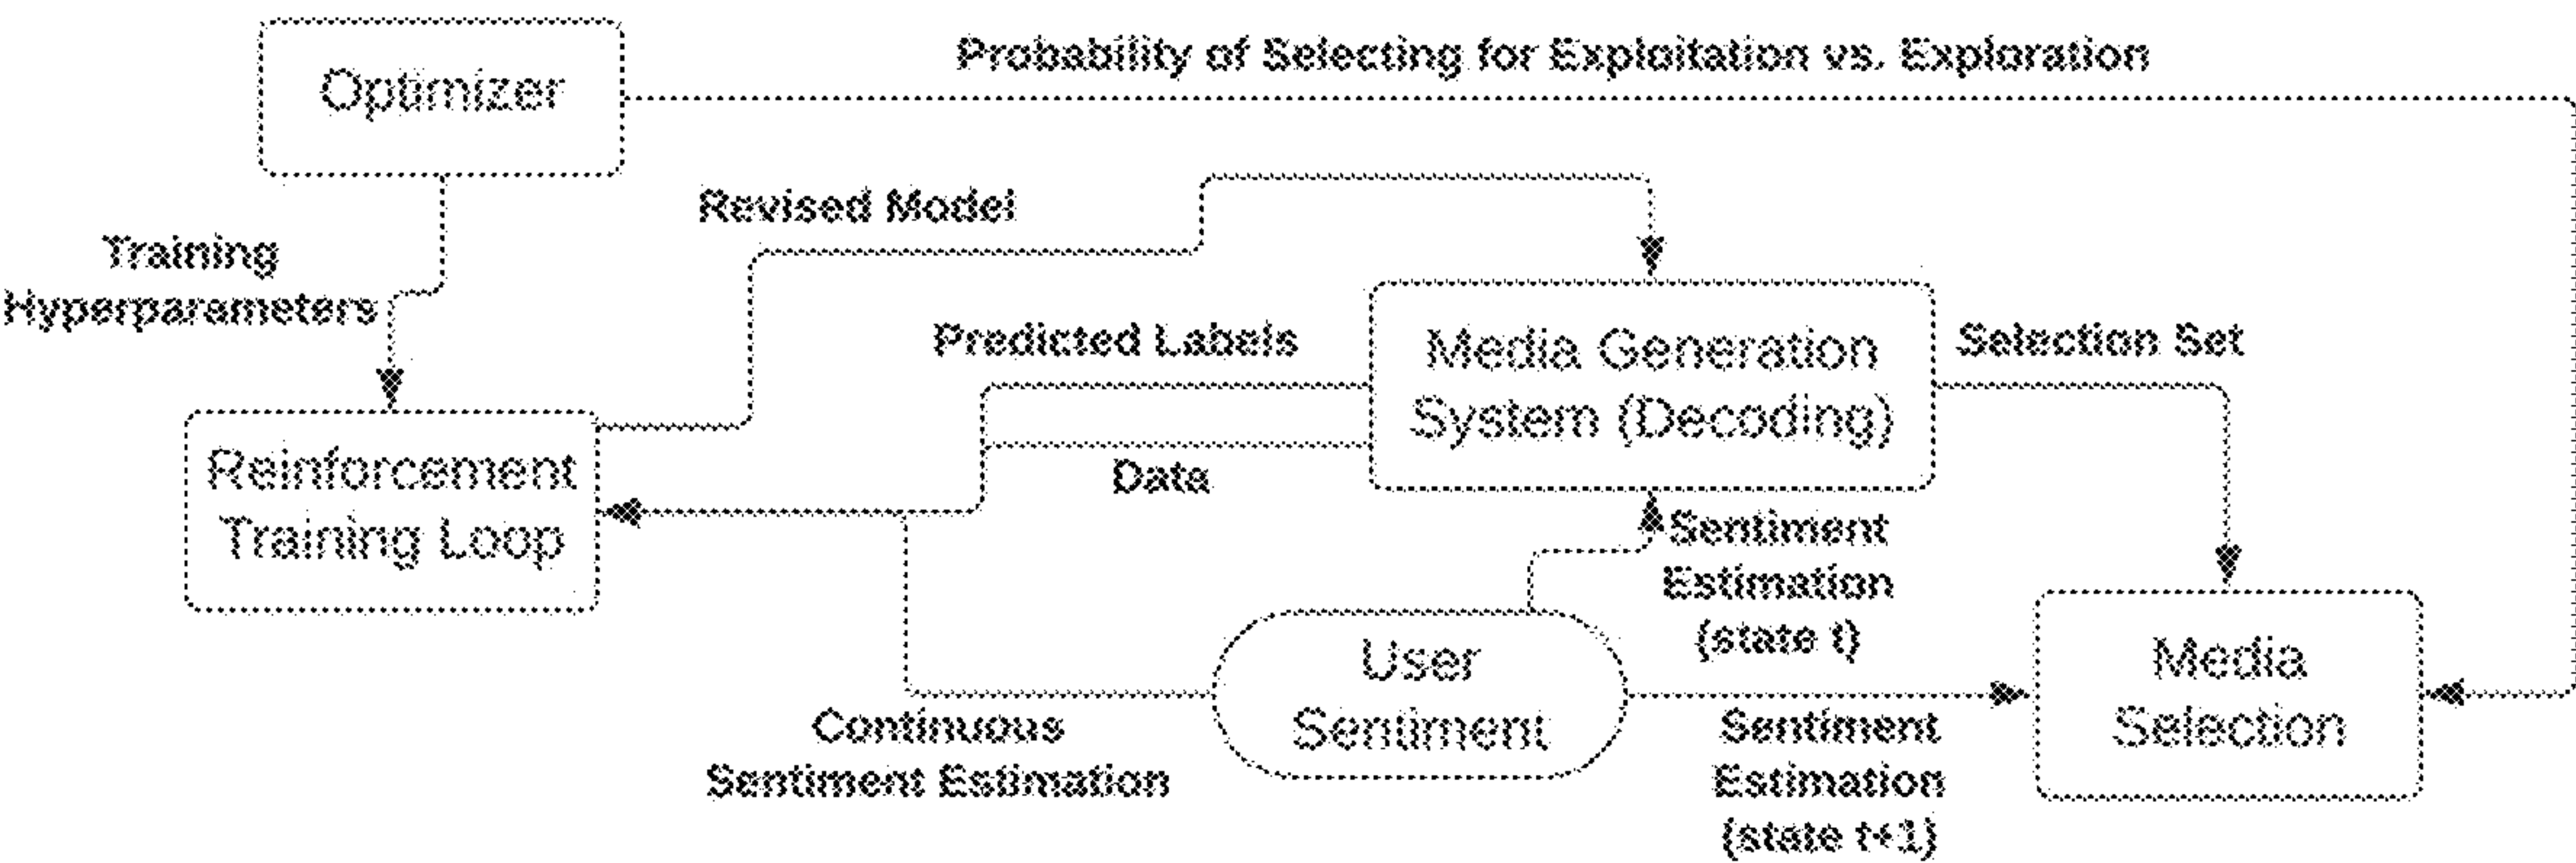 Probability of Selecting for Exploitation vs. Exploration
Optimizer
Revised Model
Training
Hyperparameters
Predicted Labels
Media Generation
System (Decoding)
Selection Set
Reinforcement
Training Loop
Data
Sentiment
Estimation
(state t)
User
Sentiment
Media
Selection
Continuous
Sentiment Estimation
Sentiment
Estimation
(state t+1)